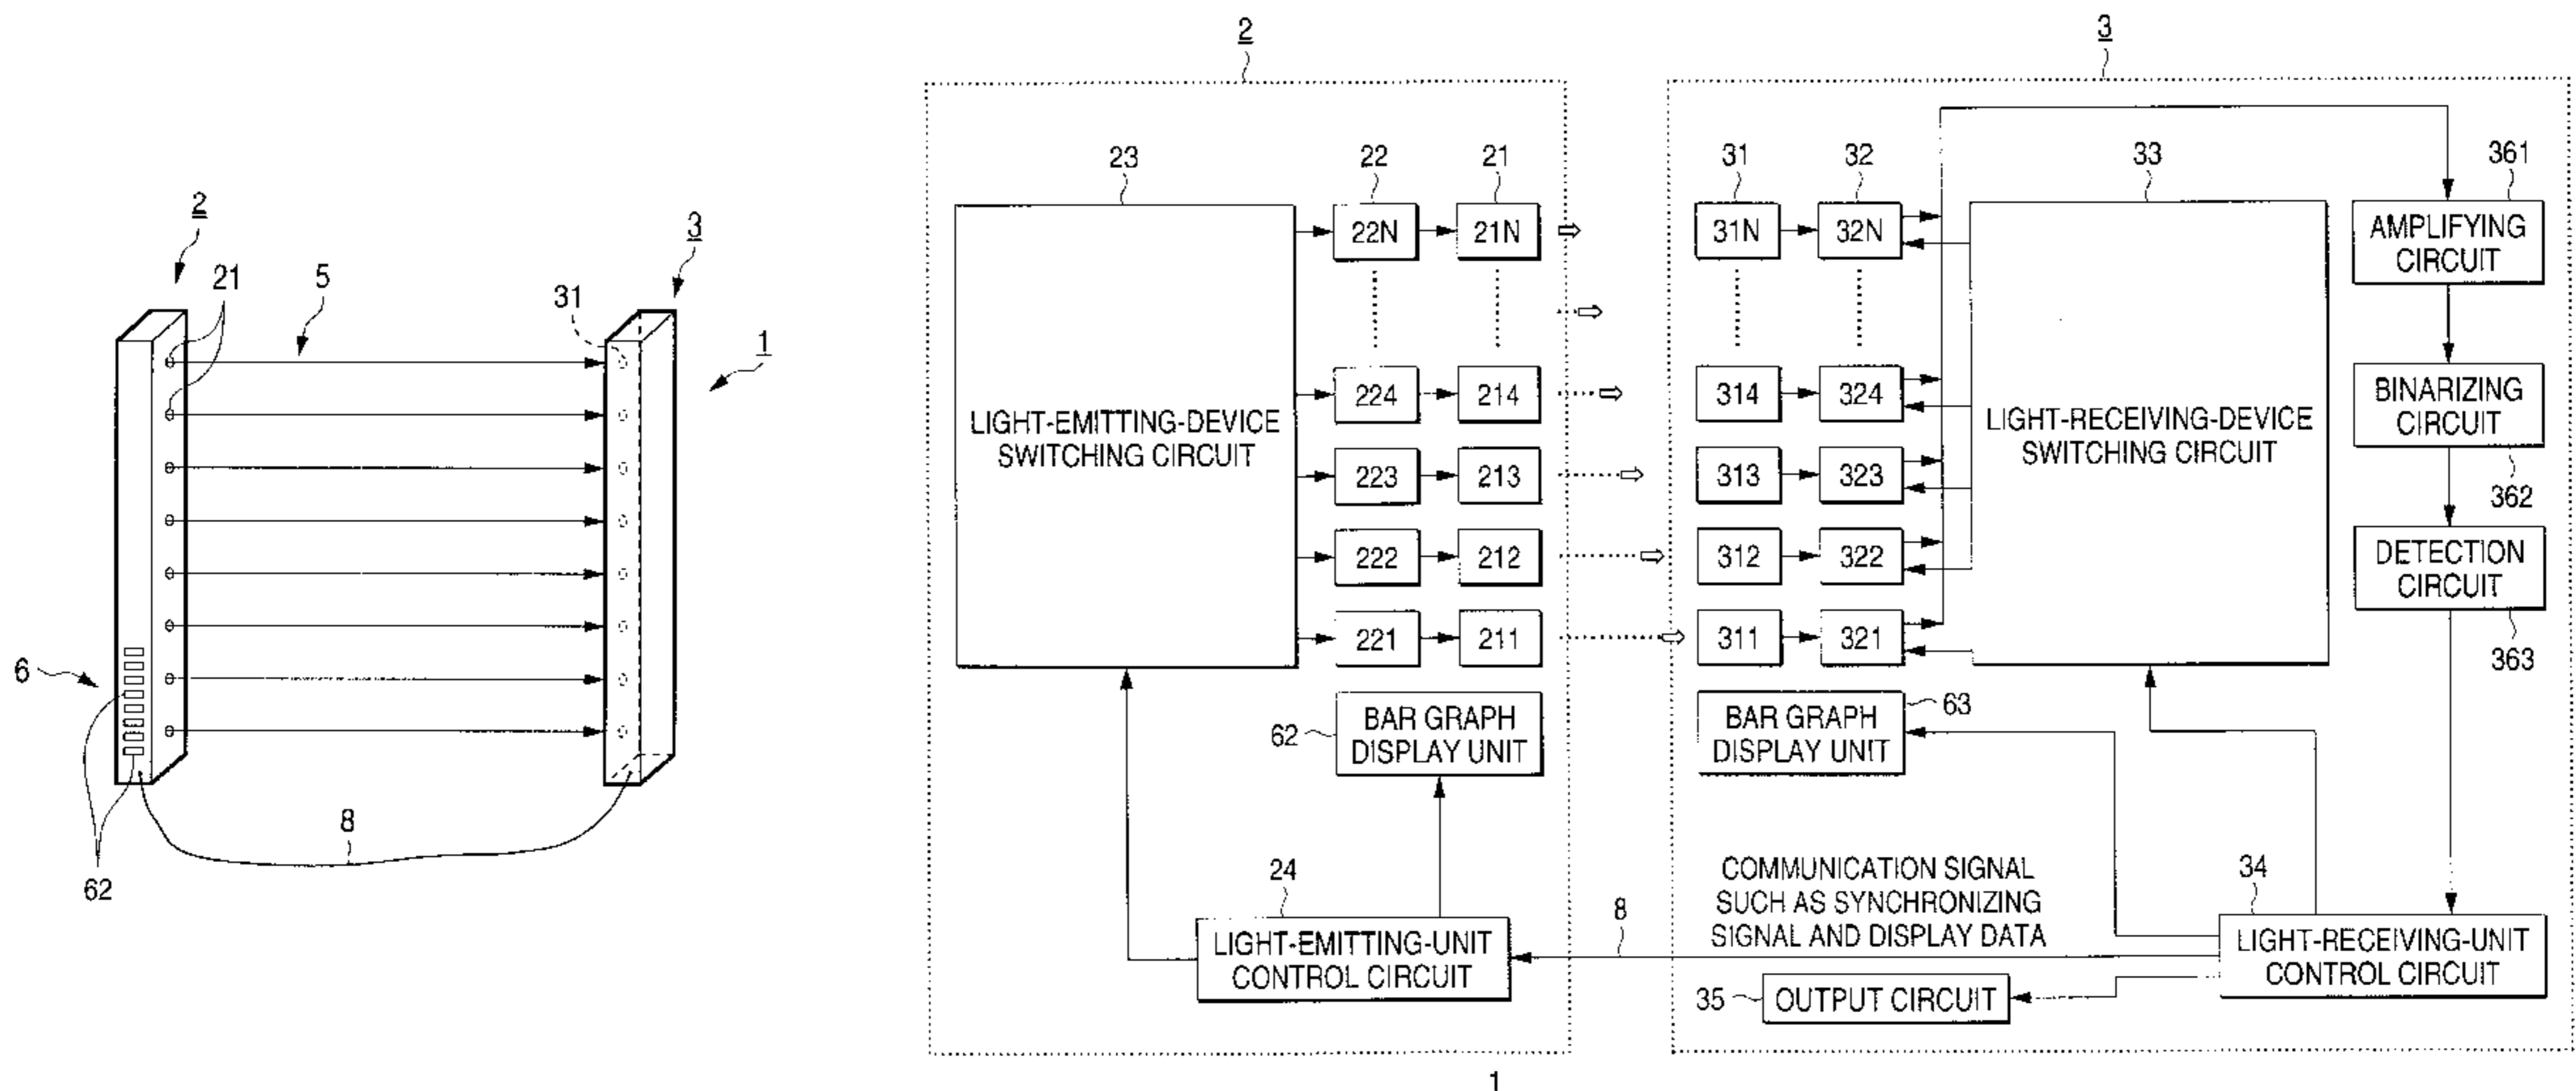 2
21
5
31
3
1
6
62
8
2
23
22
21
22N
21N
LIGHT-EMITTING-DEVICE
SWITCHING CIRCUIT
224
214
223
213
222
212
221
211
62
BAR GRAPH
DISPLAY UNIT
24
LIGHT-EMITTING-UNIT
CONTROL CIRCUIT
3
31
32
33
361
31N
32N
AMPLIFYING
CIRCUIT
314
324
LIGHT-RECEIVING-DEVICE
SWITCHING CIRCUIT
BINARIZING
CIRCUIT
362
313
323
312
322
DETECTION
CIRCUIT
363
311
321
BAR GRAPH
DISPLAY UNIT
63
COMMUNICATION SIGNAL
SUCH AS SYNCHRONIZING
SIGNAL AND DISPLAY DATA
8
34
LIGHT-RECEIVING-UNIT
CONTROL CIRCUIT
35
OUTPUT CIRCUIT
1